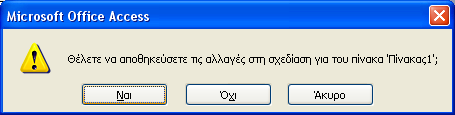 Microsoft Office Access
Θέλετε να αποθηκεύσετε τις αλλαγές στη σχεδίαση για του πίνακα 'Πίνακας1';
Ναι
Όχι
Άκυρο